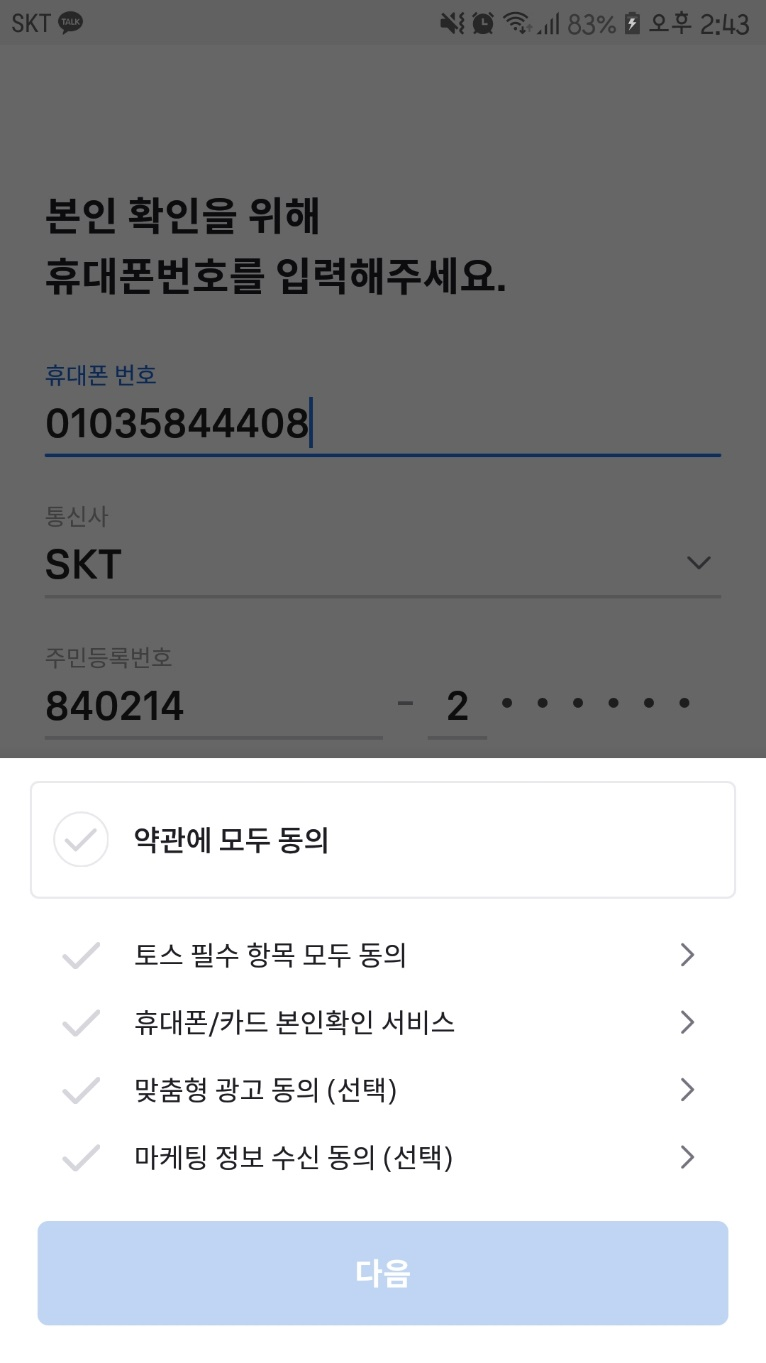 SKT TALK 83% 오후 2:43
본인 확인을 위해
휴대폰번호를 입력해주세요.
휴대폰 번호
01035844408
통신사
SKT
주민등록번호
840214 - 2 • • • • • •
약관에 모두 동의
토스 필수 항목 모두 동의
휴대폰/카드 본인확인 서비스
맞춤형 광고 동의 (선택)
마케팅 정보 수신 동의 (선택)
다음